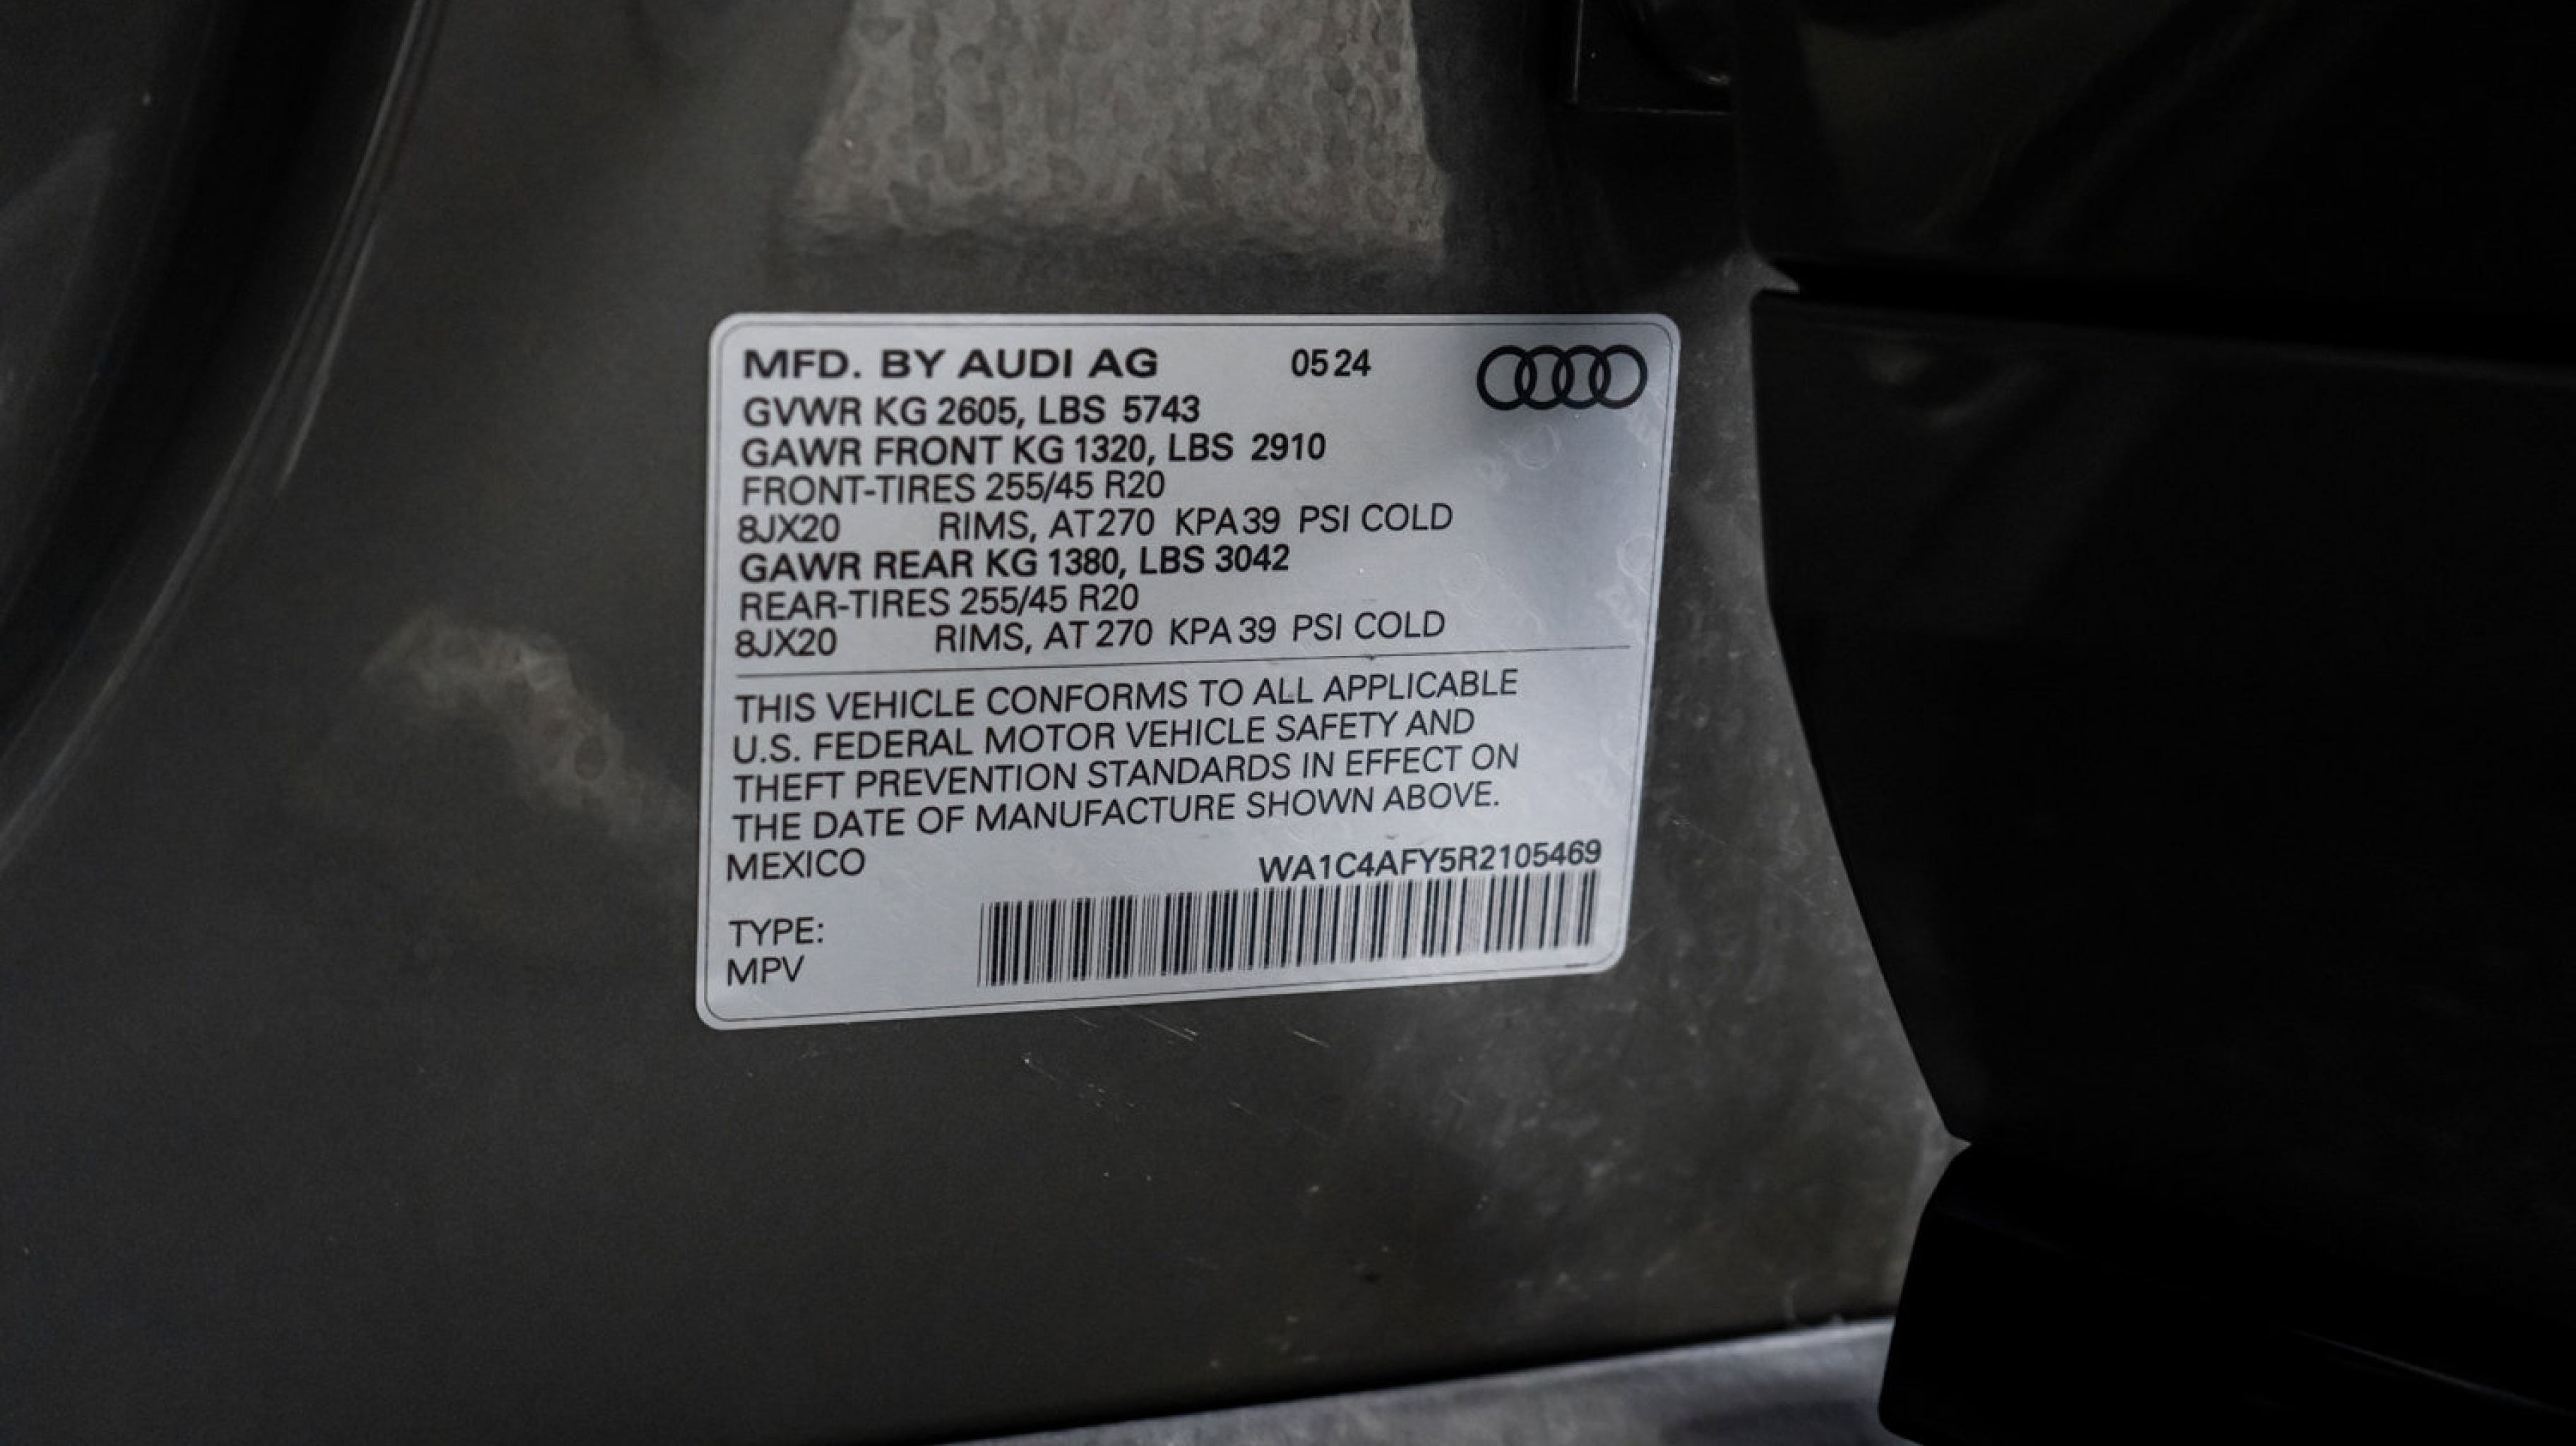 MFD. BY AUDI AG 0524
GVWR KG 2605, LBS 5743
GAWR FRONT KG 1320, LBS 2910
FRONT-TIRES 255/45 R20
8JX20 RIMS, AT 270 KPA 39 PSI COLD
GAWR REAR KG 1380, LBS 3042
REAR-TIRES 255/45 R20
8JX20 RIMS, AT 270 KPA 39 PSI COLD
THIS VEHICLE CONFORMS TO ALL APPLICABLE
U.S. FEDERAL MOTOR VEHICLE SAFETY AND
THEFT PREVENTION STANDARDS IN EFFECT ON
THE DATE OF MANUFACTURE SHOWN ABOVE.
MEXICO WA1C4AFY5R2105469
TYPE:
MPV